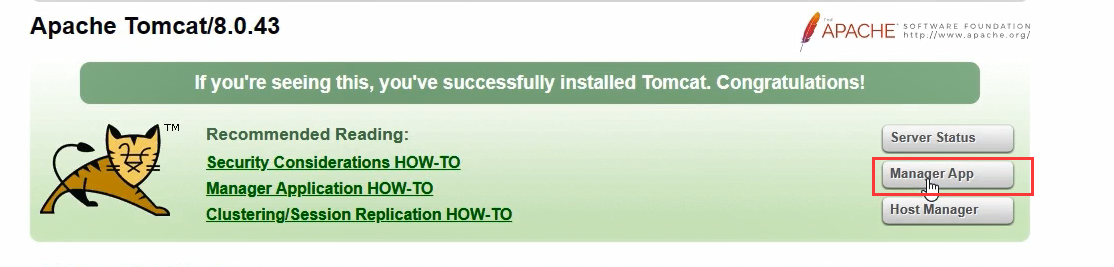 Apache Tomcat/8.0.43
THE
APACHE
SOFTWARE FOUNDATION
http://www.apache.org/
If you're seeing this, you've successfully installed Tomcat. Congratulations!
TM
Recommended Reading:
Security Considerations HOW-TO
Manager Application HOW-TO
Clustering/Session Replication HOW-TO
Server Status
Manager App
Host Manager